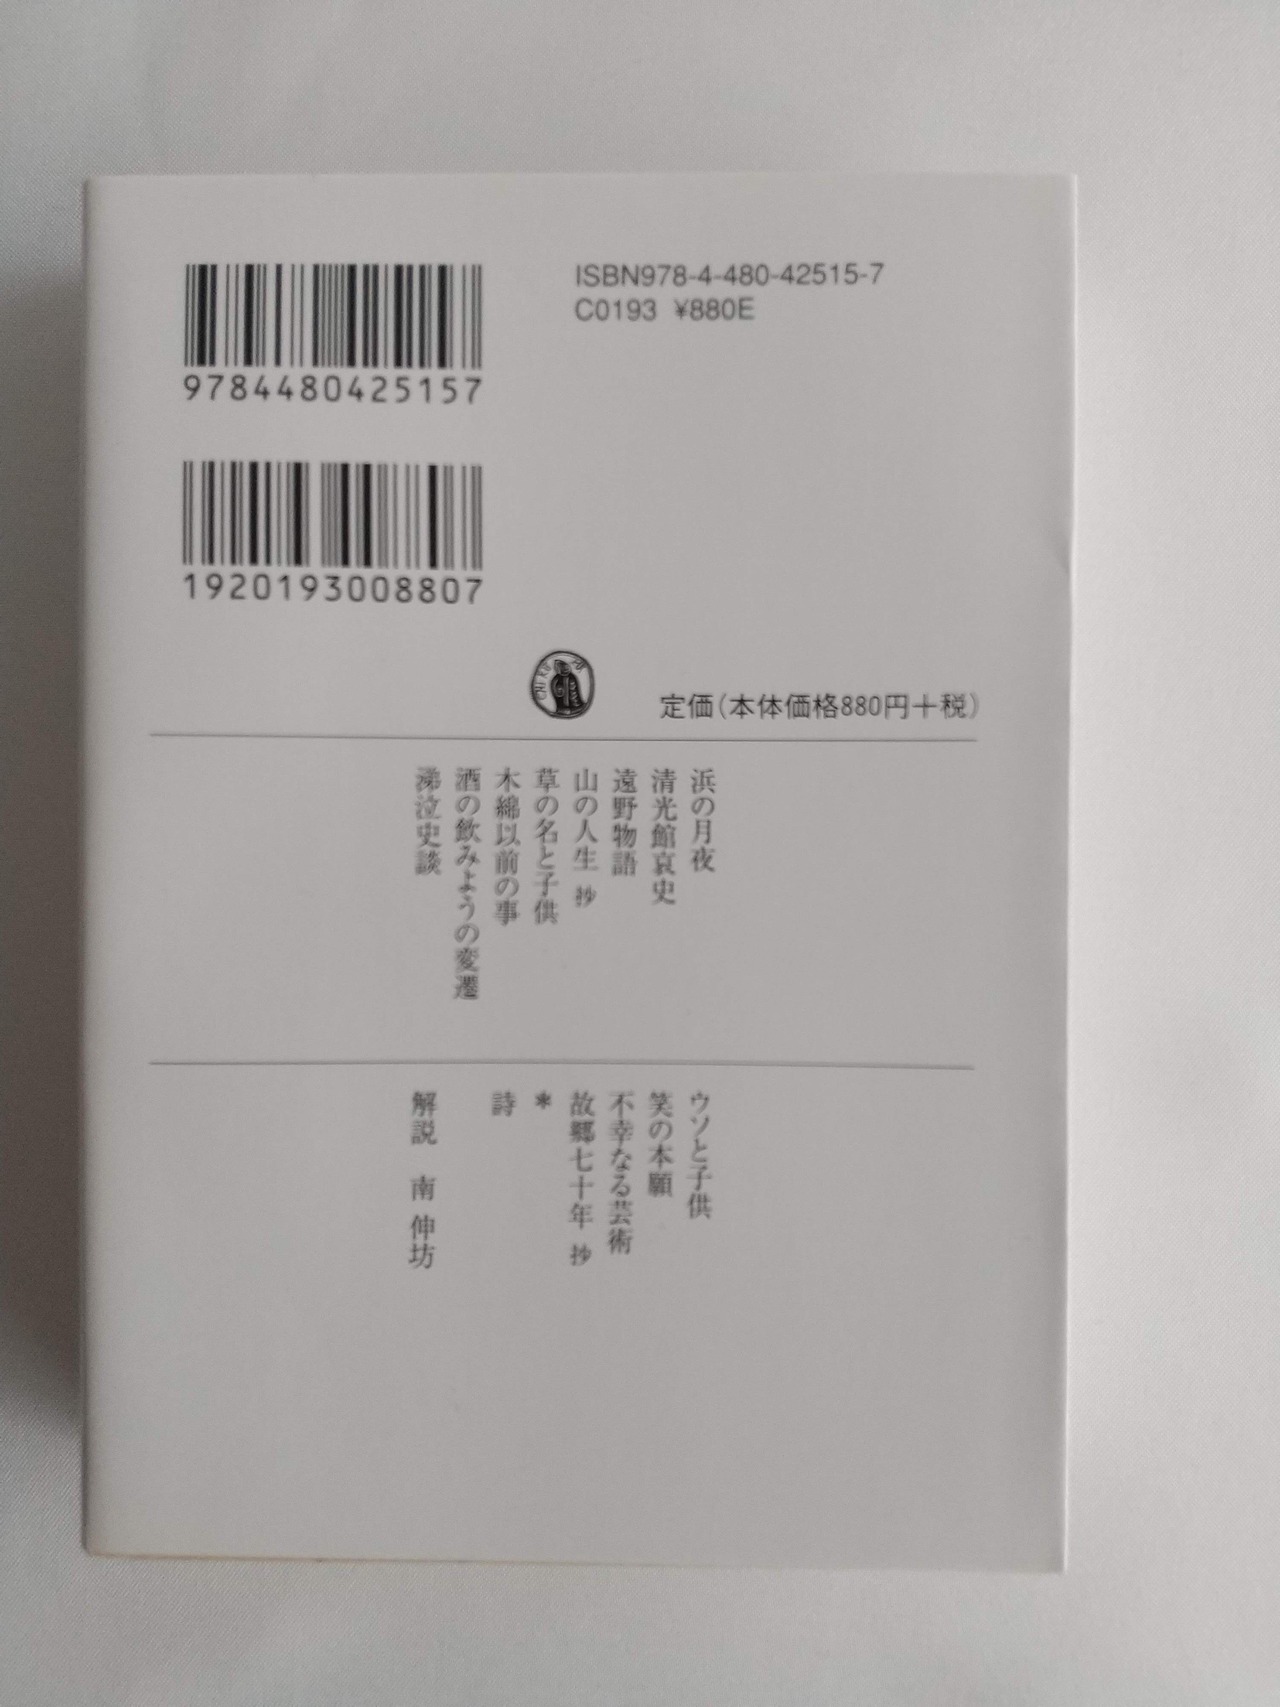 ISBN978-4-480-42515-7
C0193 ¥880E
9784480425157
1920193008807
CHIKUMA
定価(本体価格880円+税)
浜の月夜
清光館哀史
遠野物語
山の人生 抄
草の名と子供
木綿以前の事
酒の飲みようの変遷
涕泣史談
ウソと子供
笑の本願
不幸なる芸術
故郷七十年 抄
*
詩
解説 南伸坊